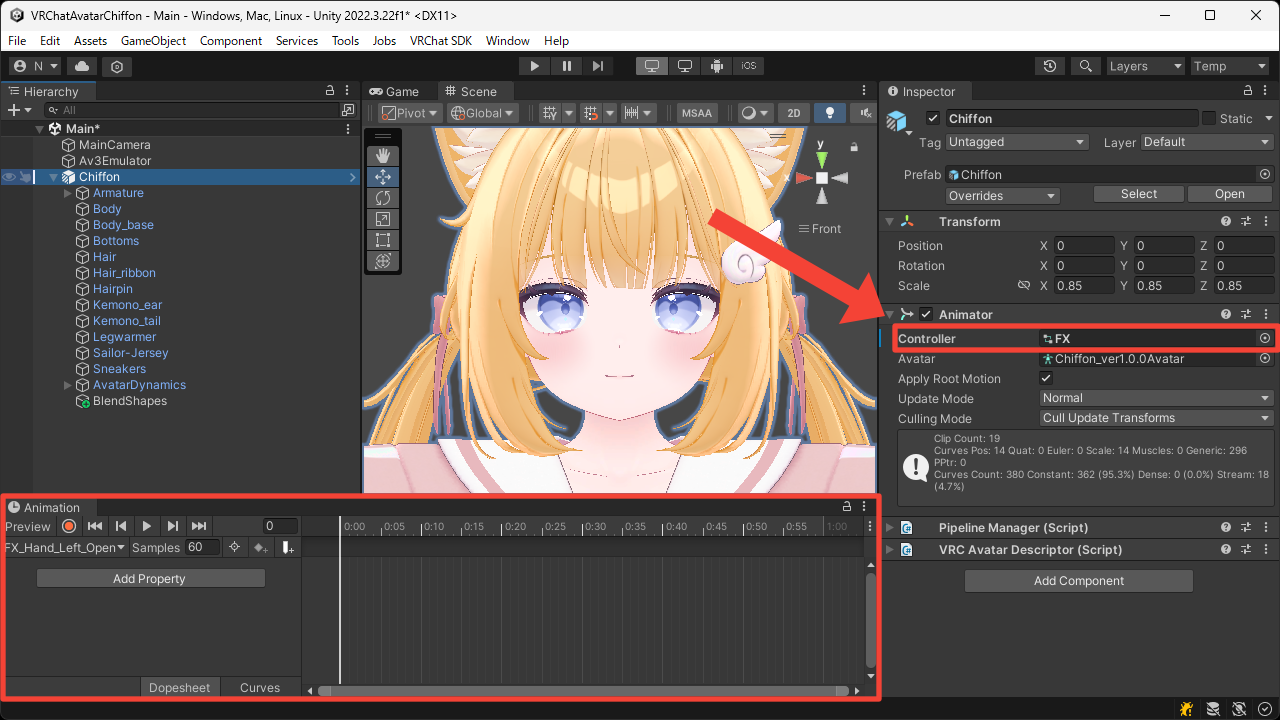 VRChatAvatarChiffon - Main - Windows, Mac, Linux - Unity 2022.3.22f1* <DX11>
File Edit Assets GameObject Component Services Tools Jobs VRChat SDK Window Help
N
iOS
Layers
Temp
Hierarchy
All
Main*
MainCamera
Av3Emulator
Chiffon
Armature
Body
Body_base
Bottoms
Hair
Hair_ribbon
Hairpin
Kemono_ear
Kemono_tail
Legwarmer
Sailor-Jersey
Sneakers
AvatarDynamics
BlendShapes
Game Scene
Pivot Global MSAA 2D
y
x
Front
Inspector
Chiffon Static
Tag Untagged Layer Default
Prefab Chiffon
Overrides Select Open
Transform
Position X 0 Y 0 Z 0
Rotation X 0 Y 0 Z 0
Scale X 0.85 Y 0.85 Z 0.85
Animator
Controller FX
Avatar Chiffon_ver1.0.0Avatar
Apply Root Motion
Update Mode Normal
Culling Mode Cull Update Transforms
Clip Count: 19
Curves Pos: 14 Quat: 0 Euler: 0 Scale: 14 Muscles: 0 Generic: 296
PPtr: 0
Curves Count: 380 Constant: 362 (95.3%) Dense: 0 (0.0%) Stream: 18
(4.7%)
Pipeline Manager (Script)
VRC Avatar Descriptor (Script)
Add Component
Animation
Preview 0
0:00 0:05 0:10 0:15 0:20 0:25 0:30 0:35 0:40 0:45 0:50 0:55 1:00
FX_Hand_Left_Open Samples 60
Add Property
Dopesheet Curves